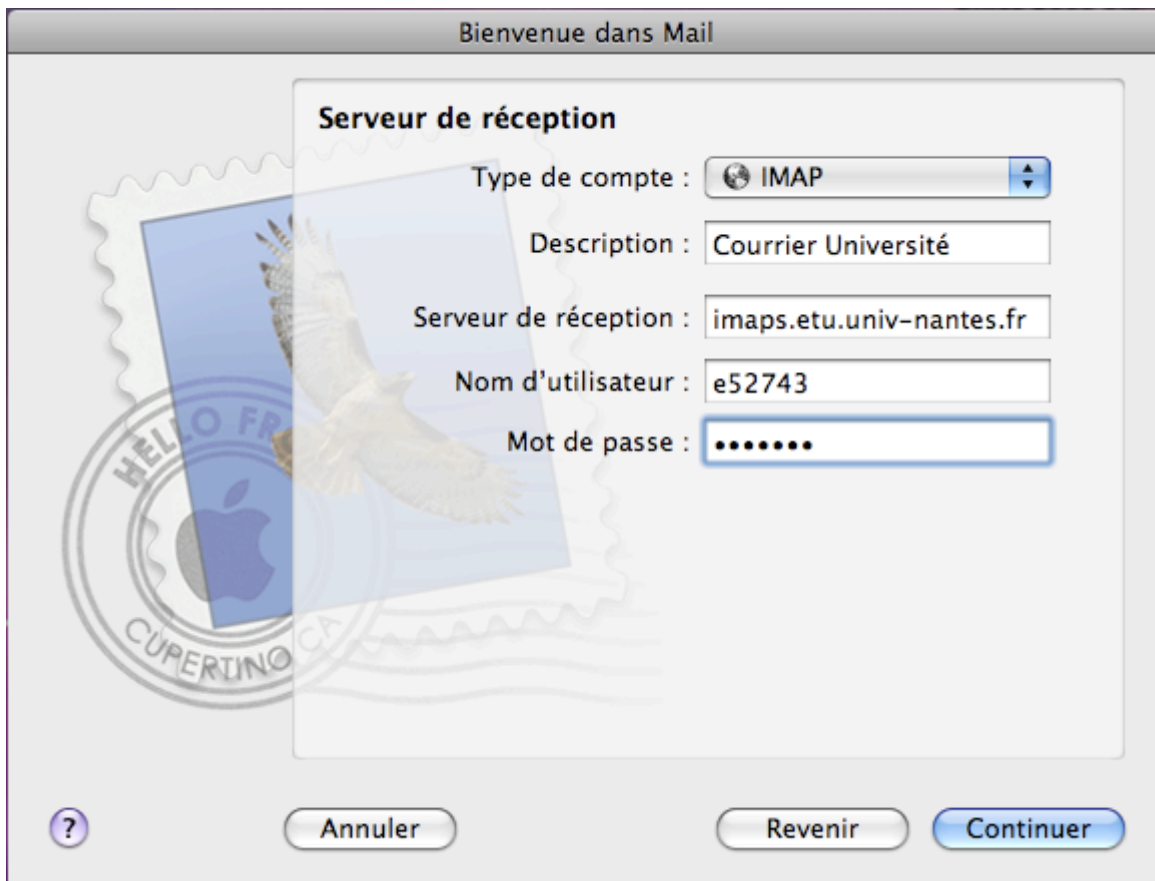 Bienvenue dans Mail
Serveur de réception
Type de compte : IMAP
Description : Courrier Université
Serveur de réception : imaps.etu.univ-nantes.fr
Nom d'utilisateur : e52743
Mot de passe : •••••••
HELLO FR
CUPERTINO CA
? Annuler Revenir Continuer